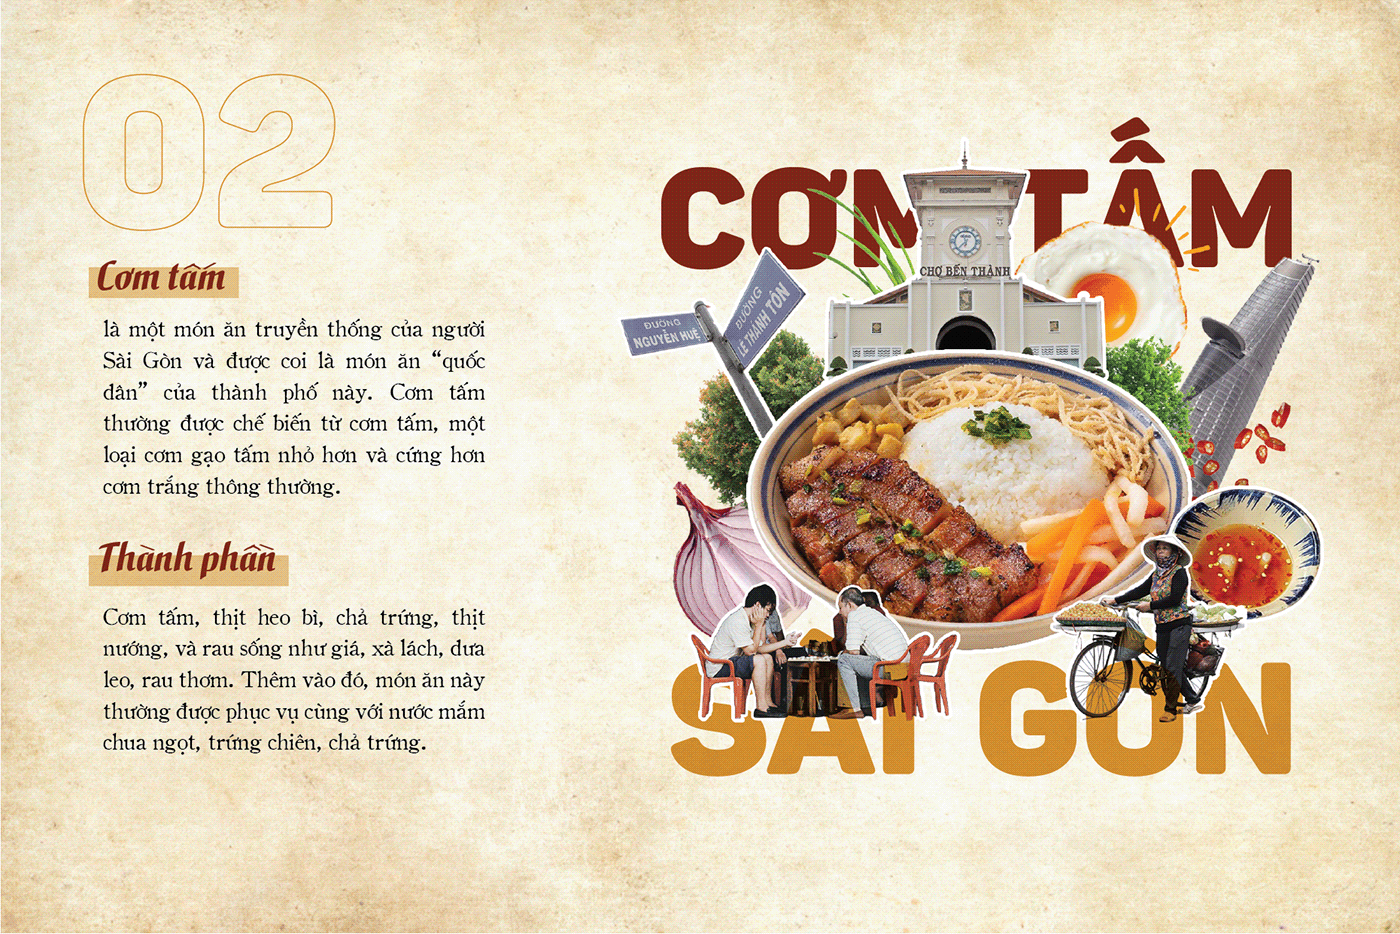 02
Cơm tấm
là một món ăn truyền thống của người
Sài Gòn và được coi là món ăn “quốc
dân” của thành phố này. Cơm tấm
thường được chế biến từ cơm tấm, một
loại cơm gạo tấm nhỏ hơn và cứng hơn
cơm trắng thông thường.
Thành phần
Cơm tấm, thịt heo bì, chả trứng, thịt
nướng, và rau sống như giá, xà lách, dưa
leo, rau thơm. Thêm vào đó, món ăn này
thường được phục vụ cùng với nước mắm
chua ngọt, trứng chiên, chả trứng.
CƠM TẤM
CHỢ BẾN THÀNH
ĐƯỜNG
NGUYỄN HUỆ
ĐƯỜNG
LÊ THÁNH TÔN
SÀI GÒN